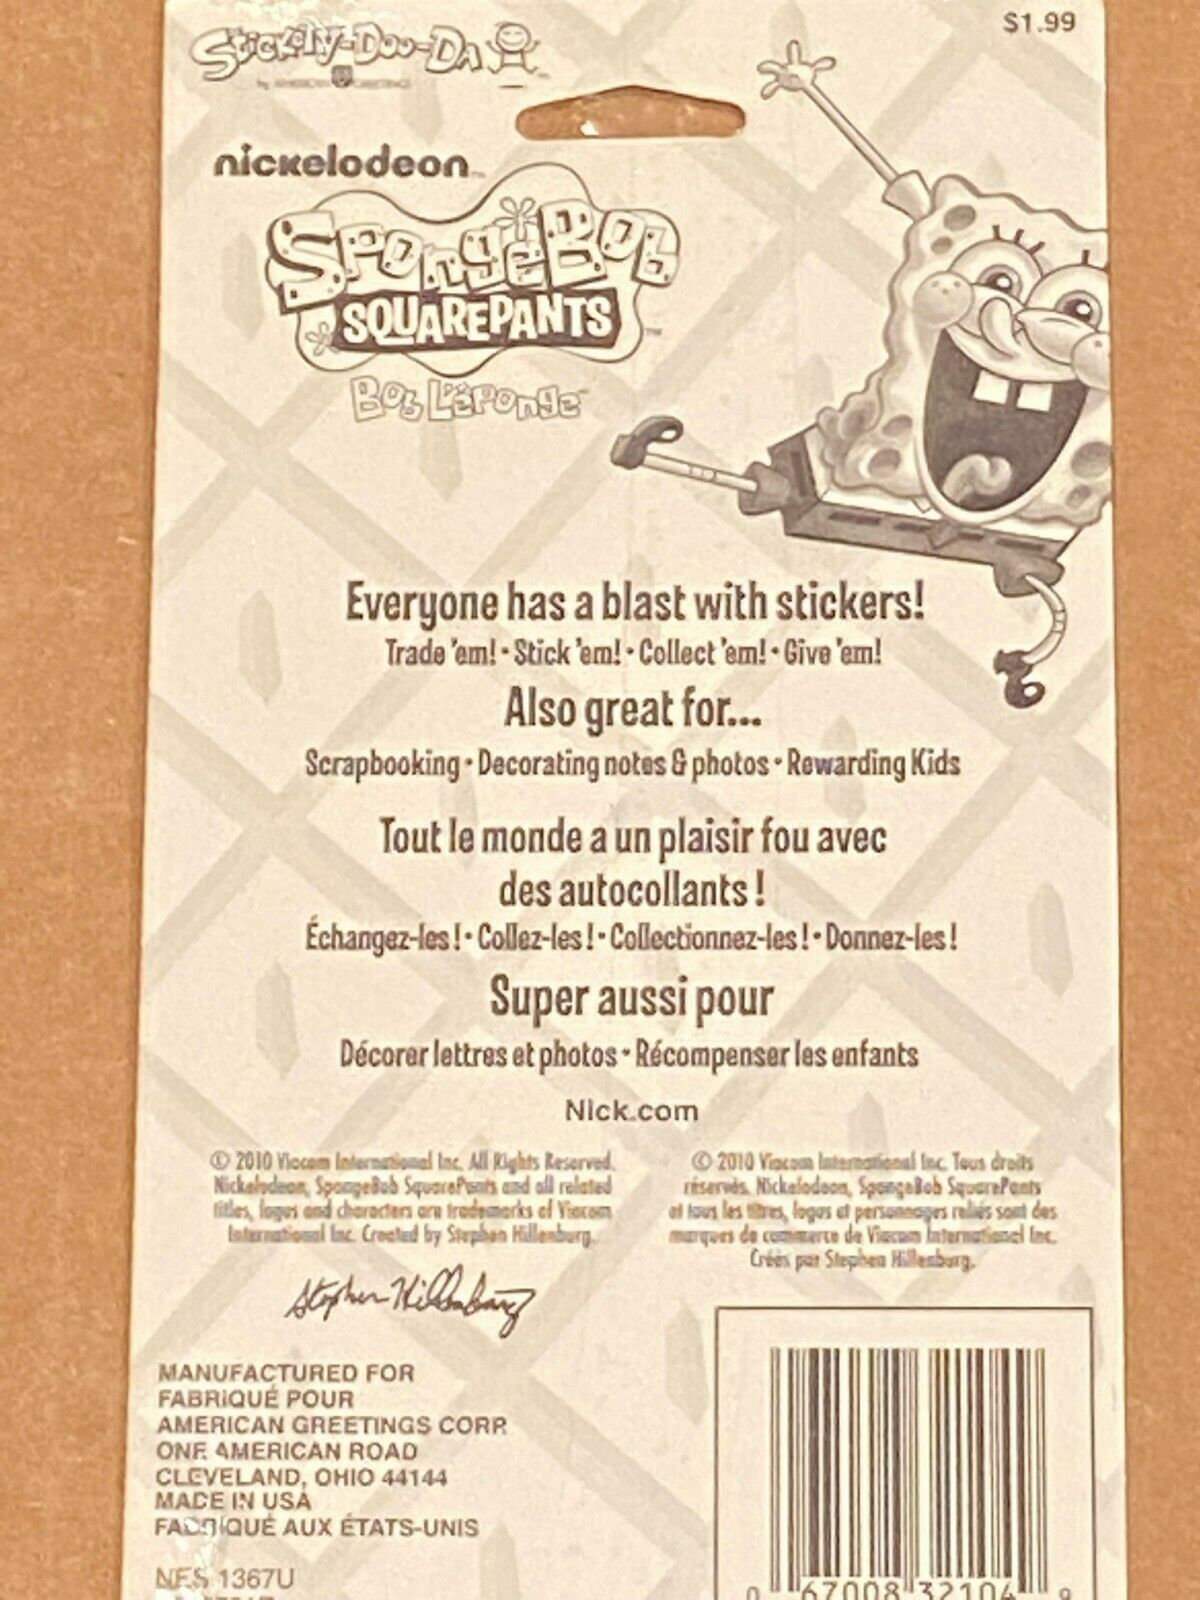 $1.99
Stickety-Doo-Da
by AMERICAN GREETINGS
nickelodeon
SpongeBob
SQUAREPANTS
Bob L'éponge
Everyone has a blast with stickers!
Trade 'em! • Stick 'em! • Collect 'em! • Give 'em!
Also great for...
Scrapbooking • Decorating notes & photos • Rewarding Kids
Tout le monde a un plaisir fou avec
des autocollants !
Échangez-les ! • Collez-les ! • Collectionnez-les ! • Donnez-les !
Super aussi pour
Décorer lettres et photos • Récompenser les enfants
Nick.com
© 2010 Viacom International Inc. All Rights Reserved.
Nickelodeon, SpongeBob SquarePants and all related
titles, logos and characters are trademarks of Viacom
International Inc. Created by Stephen Hillenburg.
© 2010 Viacom International Inc. Tous droits
réservés. Nickelodeon, SpongeBob SquarePants
et tous les titres, logos et personnages reliés sont des
marques de commerce de Viacom International Inc.
Créés par Stephen Hillenburg.
Stephen Hillenburg
MANUFACTURED FOR
FABRIQUÉ POUR
AMERICAN GREETINGS CORP.
ONE AMERICAN ROAD
CLEVELAND, OHIO 44144
MADE IN USA
FABRIQUÉ AUX ÉTATS-UNIS
NFS 1367U
0 67008 32104 9